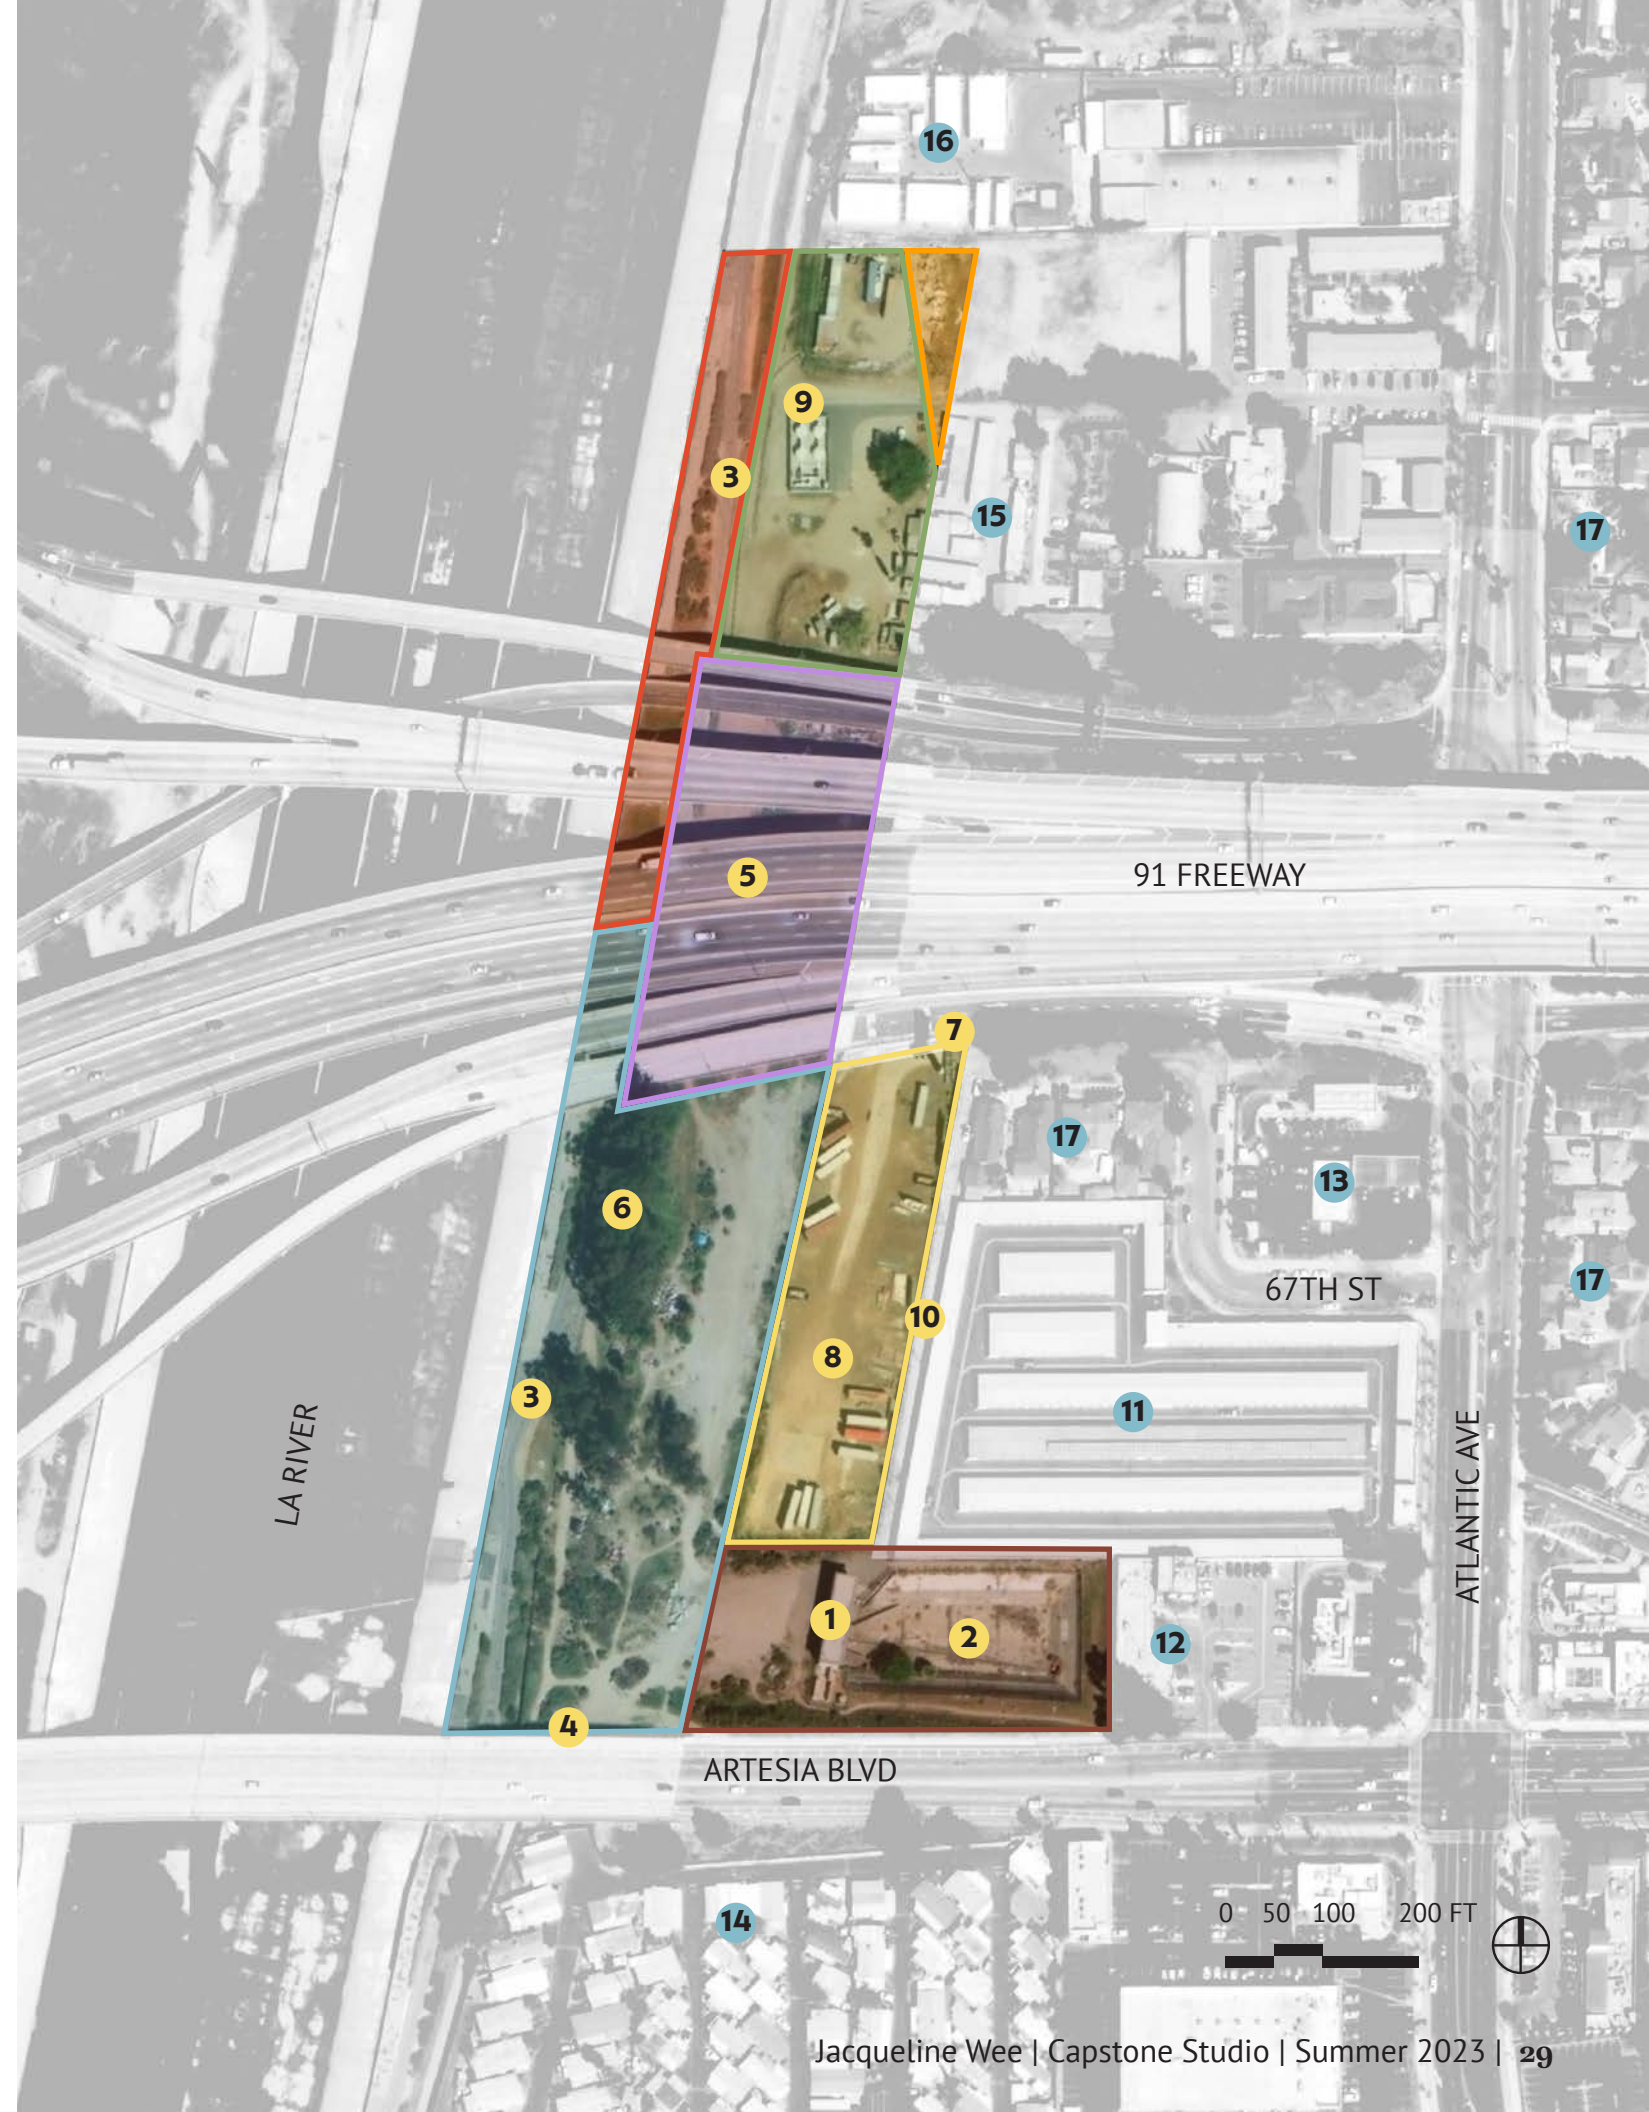 16
9
3
15
17
91 FREEWAY
5
7
17
13
6
67TH ST
17
10
8
3
11
LA RIVER
ATLANTIC AVE
1
2
12
4
ARTESIA BLVD
14
0 50 100 200 FT
Jacqueline Wee | Capstone Studio | Summer 2023 | 29